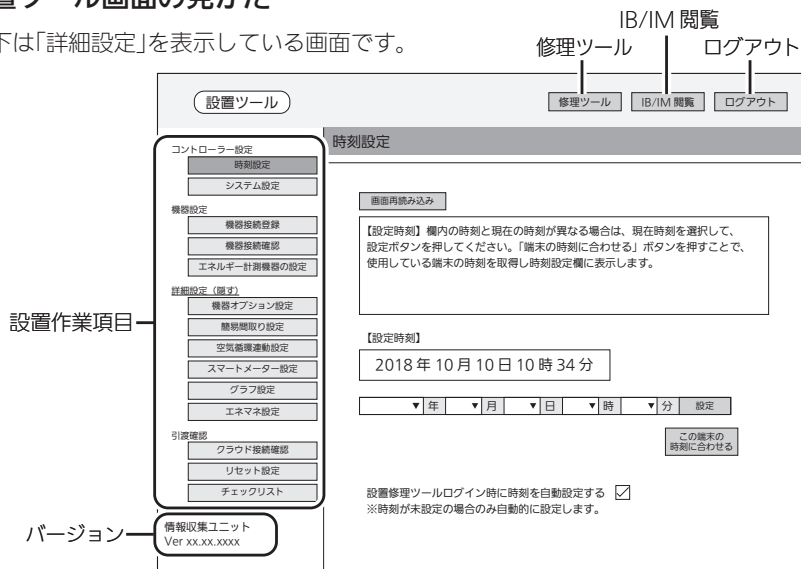 置ツール画面の見かた
下は「詳細設定」を表示している画面です。
IB/IM 閲覧
修理ツール
ログアウト
設置ツール
修理ツール
IB/IM 閲覧
ログアウト
時刻設定
コントローラー設定
時刻設定
システム設定
機器設定
機器接続登録
機器接続確認
エネルギー計測機器の設定
詳細設定（隠す）
機器オプション設定
簡易間取り設定
空気循環連動設定
スマートメーター設定
グラフ設定
エネマネ設定
引渡確認
クラウド接続確認
リセット設定
チェックリスト
設置作業項目
バージョン
情報収集ユニット
Ver xx.xx.xxxx
画面再読み込み
【設定時刻】欄内の時刻と現在の時刻が異なる場合は、現在時刻を選択して、
設定ボタンを押してください。「端末の時刻に合わせる」ボタンを押すことで、
使用している端末の時刻を取得し時刻設定欄に表示します。
【設定時刻】
2018 年 10 月 10 日 10 時 34 分
▼ 年 ▼ 月 ▼ 日 ▼ 時 ▼ 分 設定
この端末の
時刻に合わせる
設置修理ツールログイン時に時刻を自動設定する
※時刻が未設定の場合のみ自動的に設定します。